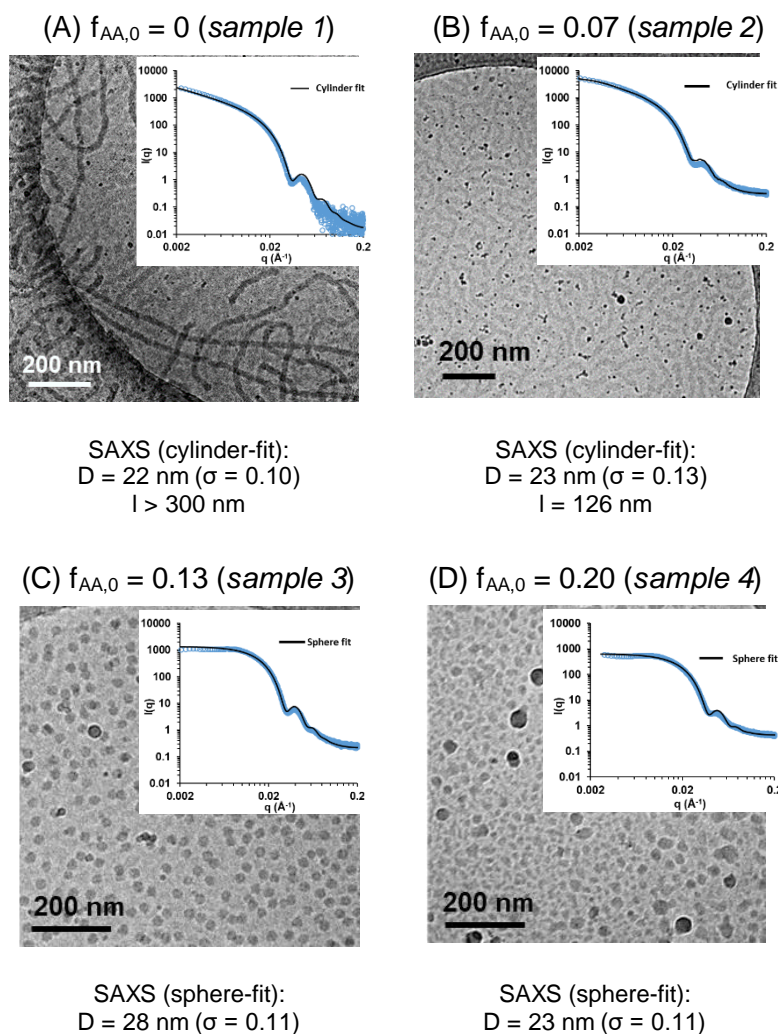 (A) f_AA,0 = 0 (sample 1)
10000
1000
100
10
1
0.1
0.01
I(q)
Cylinder fit
0.002
0.02
0.2
q (Å⁻¹)
200 nm
SAXS (cylinder-fit):
D = 22 nm (σ = 0.10)
l > 300 nm
(B) f_AA,0 = 0.07 (sample 2)
10000
1000
100
10
1
0.1
0.01
I(q)
Cylinder fit
0.002
0.02
0.2
q (Å⁻¹)
200 nm
SAXS (cylinder-fit):
D = 23 nm (σ = 0.13)
l = 126 nm
(C) f_AA,0 = 0.13 (sample 3)
10000
1000
100
10
1
0.1
0.01
I(q)
Sphere fit
0.002
0.02
0.2
q (Å⁻¹)
200 nm
SAXS (sphere-fit):
D = 28 nm (σ = 0.11)
(D) f_AA,0 = 0.20 (sample 4)
10000
1000
100
10
1
0.1
0.01
I(q)
Sphere fit
0.002
0.02
0.2
q (Å⁻¹)
200 nm
SAXS (sphere-fit):
D = 23 nm (σ = 0.11)